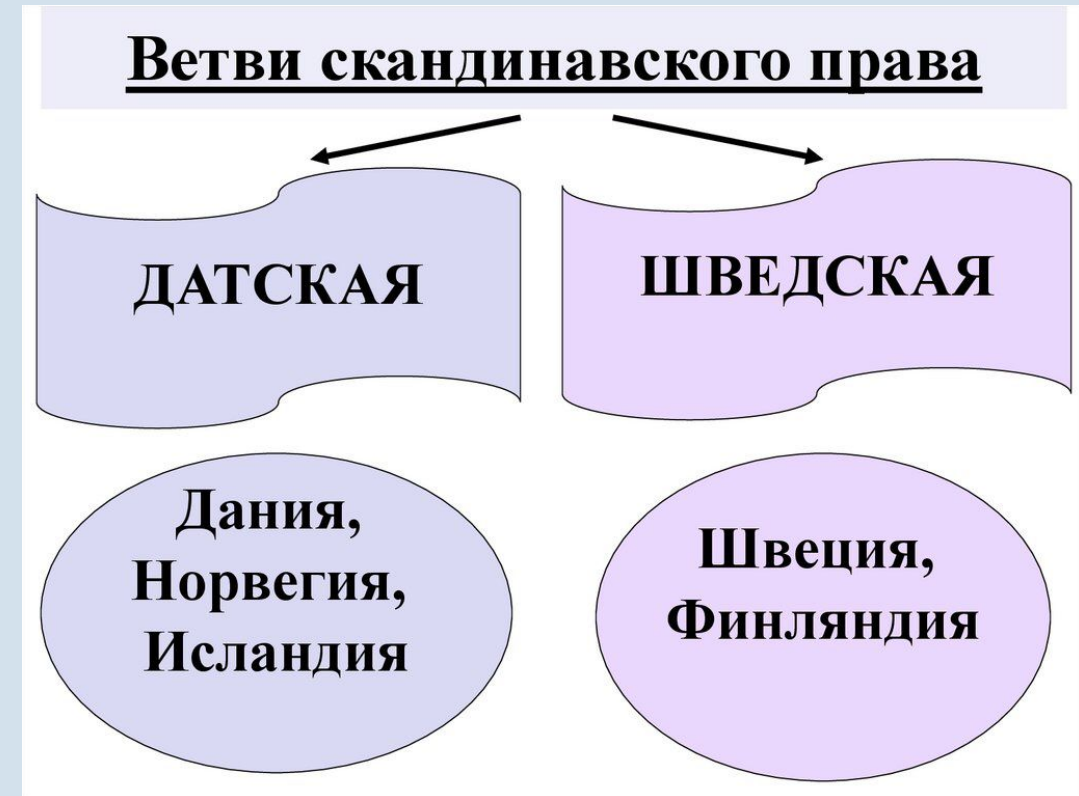 Ветви скандинавского права
ДАТСКАЯ
ШВЕДСКАЯ
Дания,
Норвегия,
Исландия
Швеция,
Финляндия